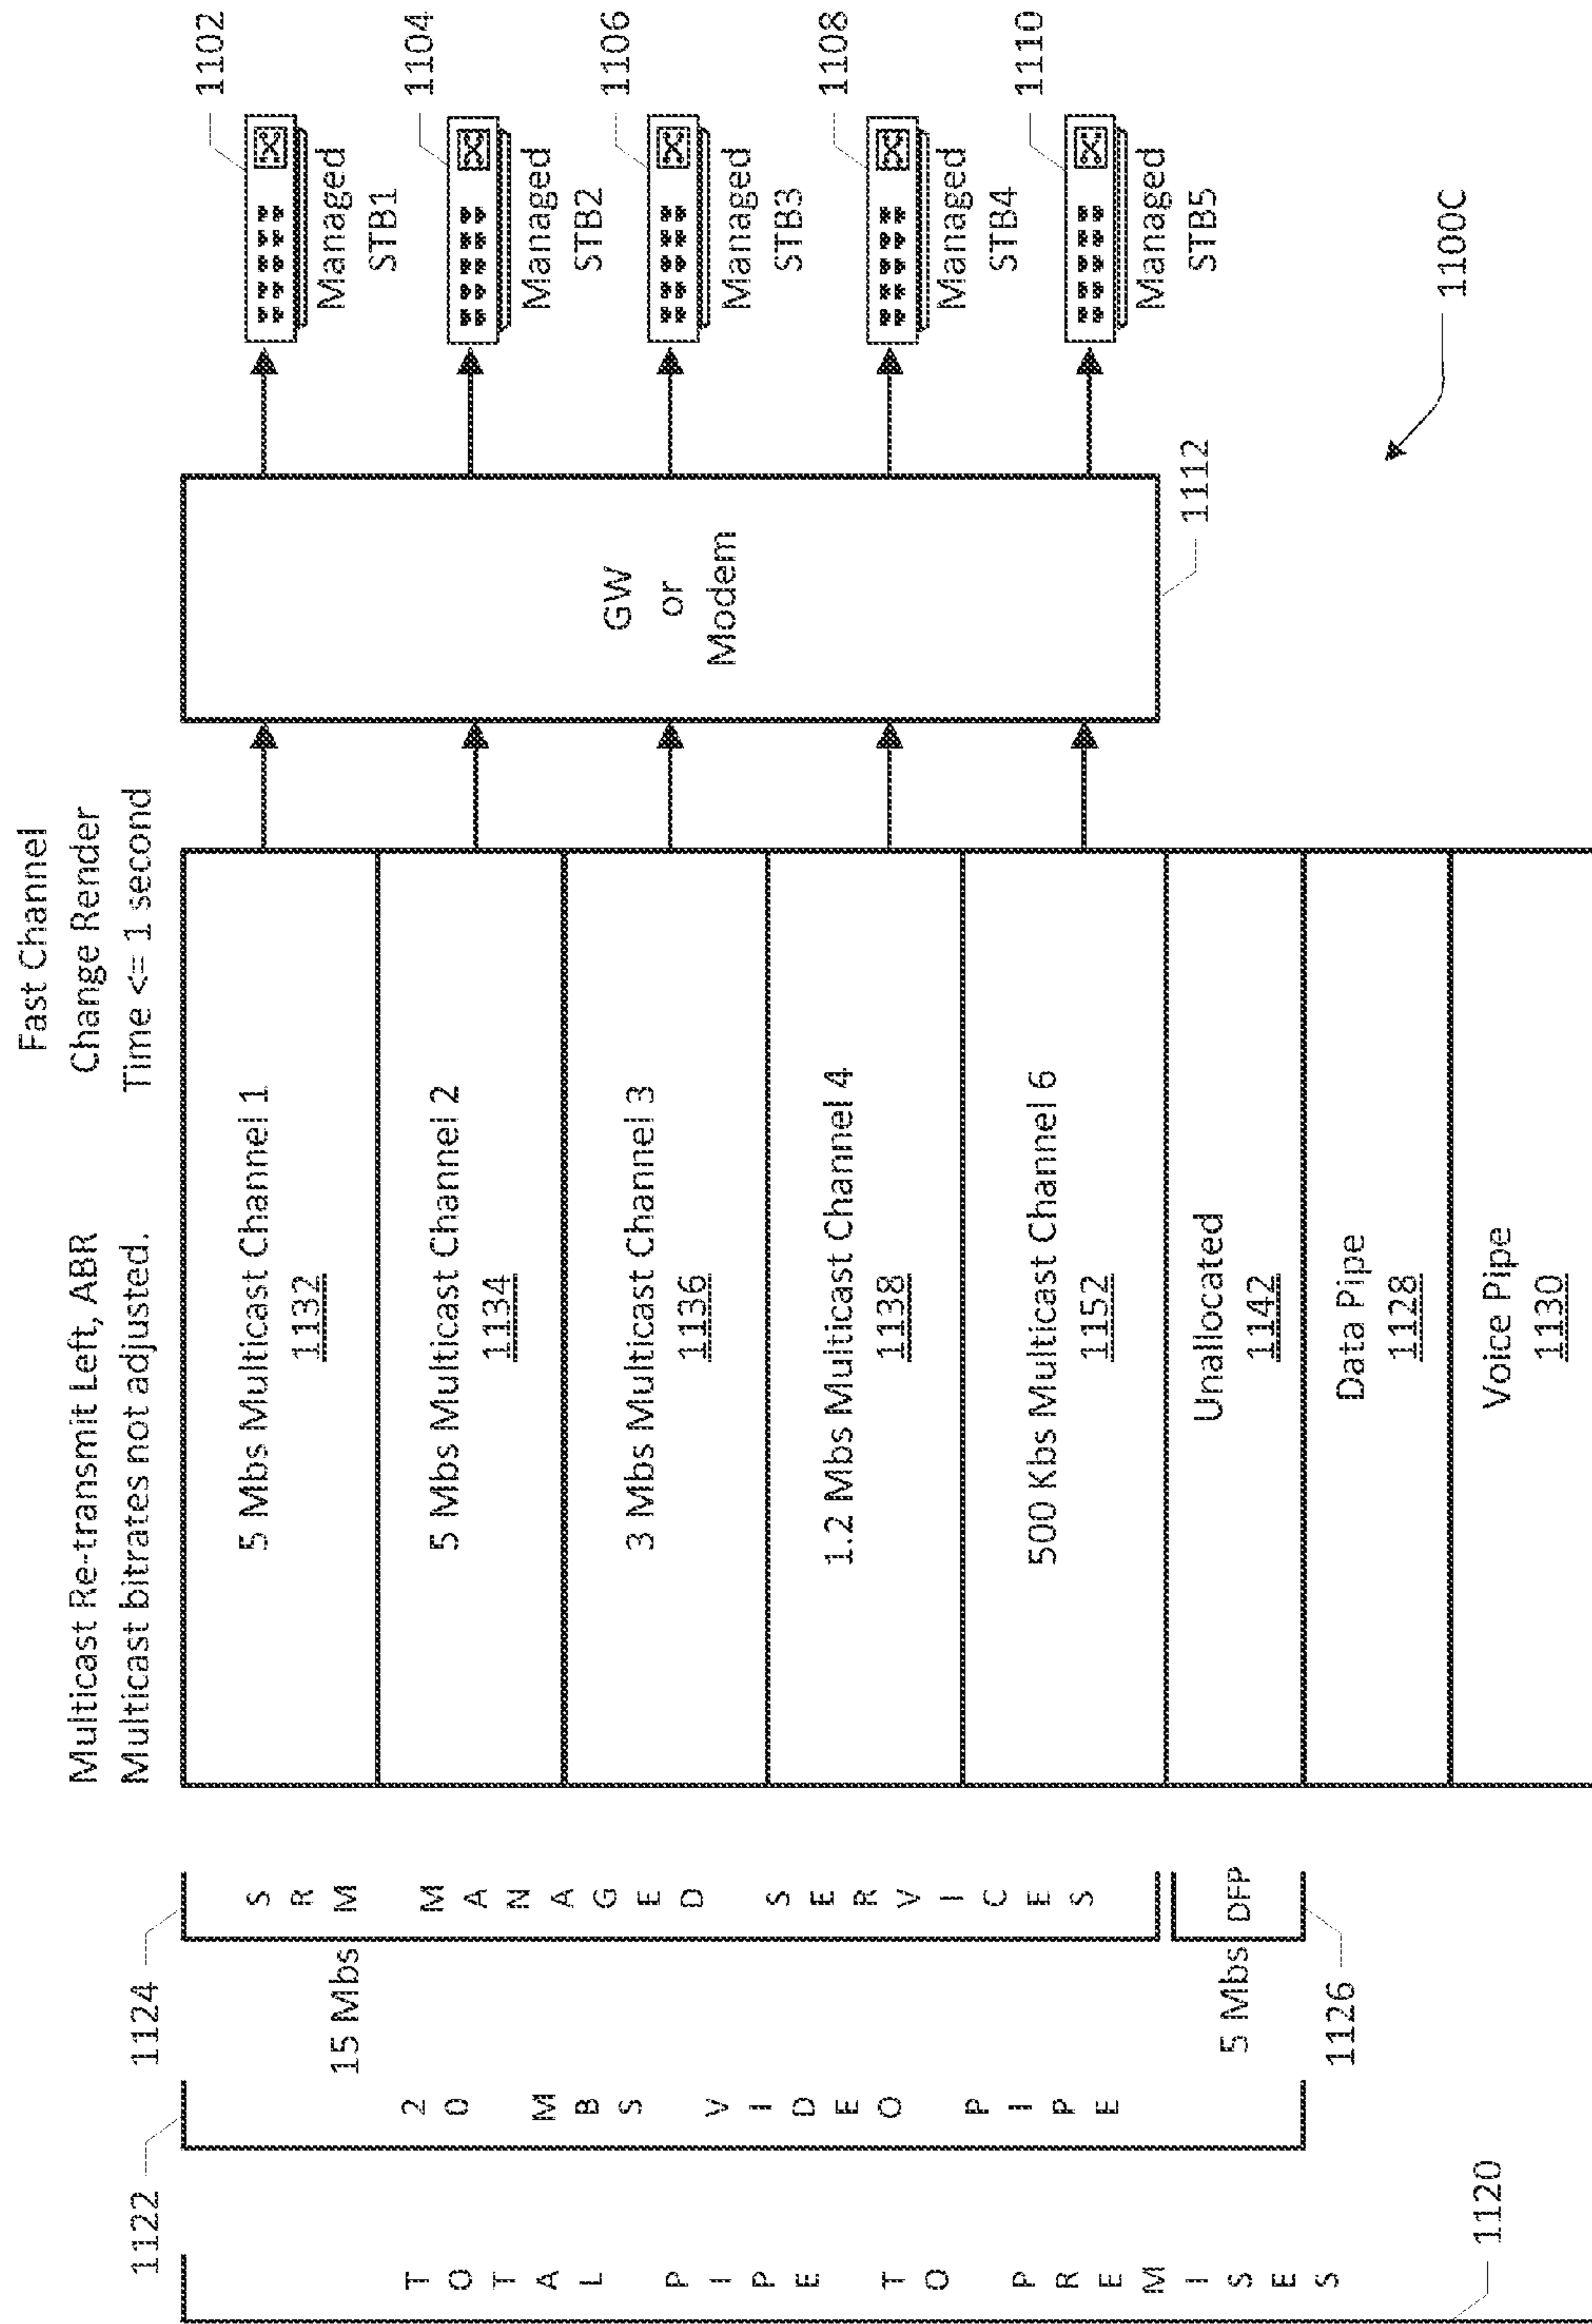 Multicast Re-transmit Left, ABR
Multicast bitrates not adjusted.
Fast Channel
Change Render
Time <= 1 second
1122
1124
TOTAL PIPE TO PREMISES
1120
20 MBS VIDEO PIPE
15 Mbs
SRM MANAGED SERVICES
5 Mbs
DFP
1126
5 Mbs Multicast Channel 1
1132
5 Mbs Multicast Channel 2
1134
3 Mbs Multicast Channel 3
1136
1.2 Mbs Multicast Channel 4
1138
500 Kbs Multicast Channel 6
1152
Unallocated
1142
Data Pipe
1128
Voice Pipe
1130
GW
or
Modem
1112
1102
Managed
STB1
1104
Managed
STB2
1106
Managed
STB3
1108
Managed
STB4
1110
Managed
STB5
1100C